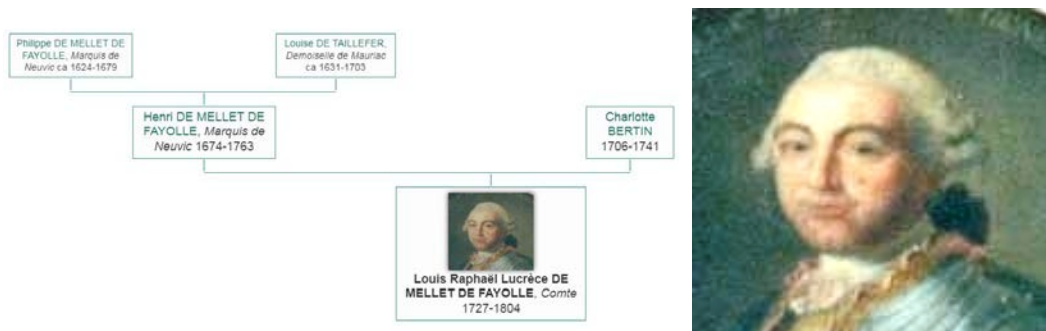 Philippe DE MELLET DE
FAYOLLE, Marquis de
Neuvic ca 1624-1679
Louise DE TAILLEFER,
Demoiselle de Mauriac
ca 1631-1703
Henri DE MELLET DE
FAYOLLE, Marquis de
Neuvic 1674-1763
Charlotte
BERTIN
1706-1741
Louis Raphaël Lucrèce DE
MELLET DE FAYOLLE, Comte
1727-1804